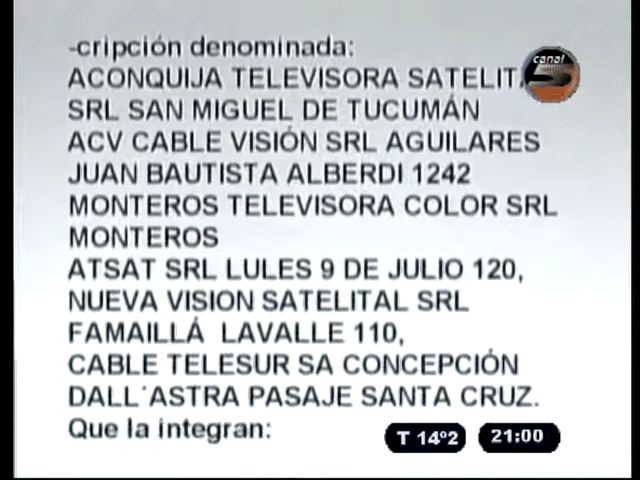 -cripción denominada:
ACONQUIJA TELEVISORA SATELITA
canal
5
SRL SAN MIGUEL DE TUCUMÁN
ACV CABLE VISIÓN SRL AGUILARES
JUAN BAUTISTA ALBERDI 1242
MONTEROS TELEVISORA COLOR SRL
MONTEROS
ATSAT SRL LULES 9 DE JULIO 120,
NUEVA VISION SATELITAL SRL
FAMAILLÁ LAVALLE 110,
CABLE TELESUR SA CONCEPCIÓN
DALL´ASTRA PASAJE SANTA CRUZ.
Que la integran:
T 14º2
21:00